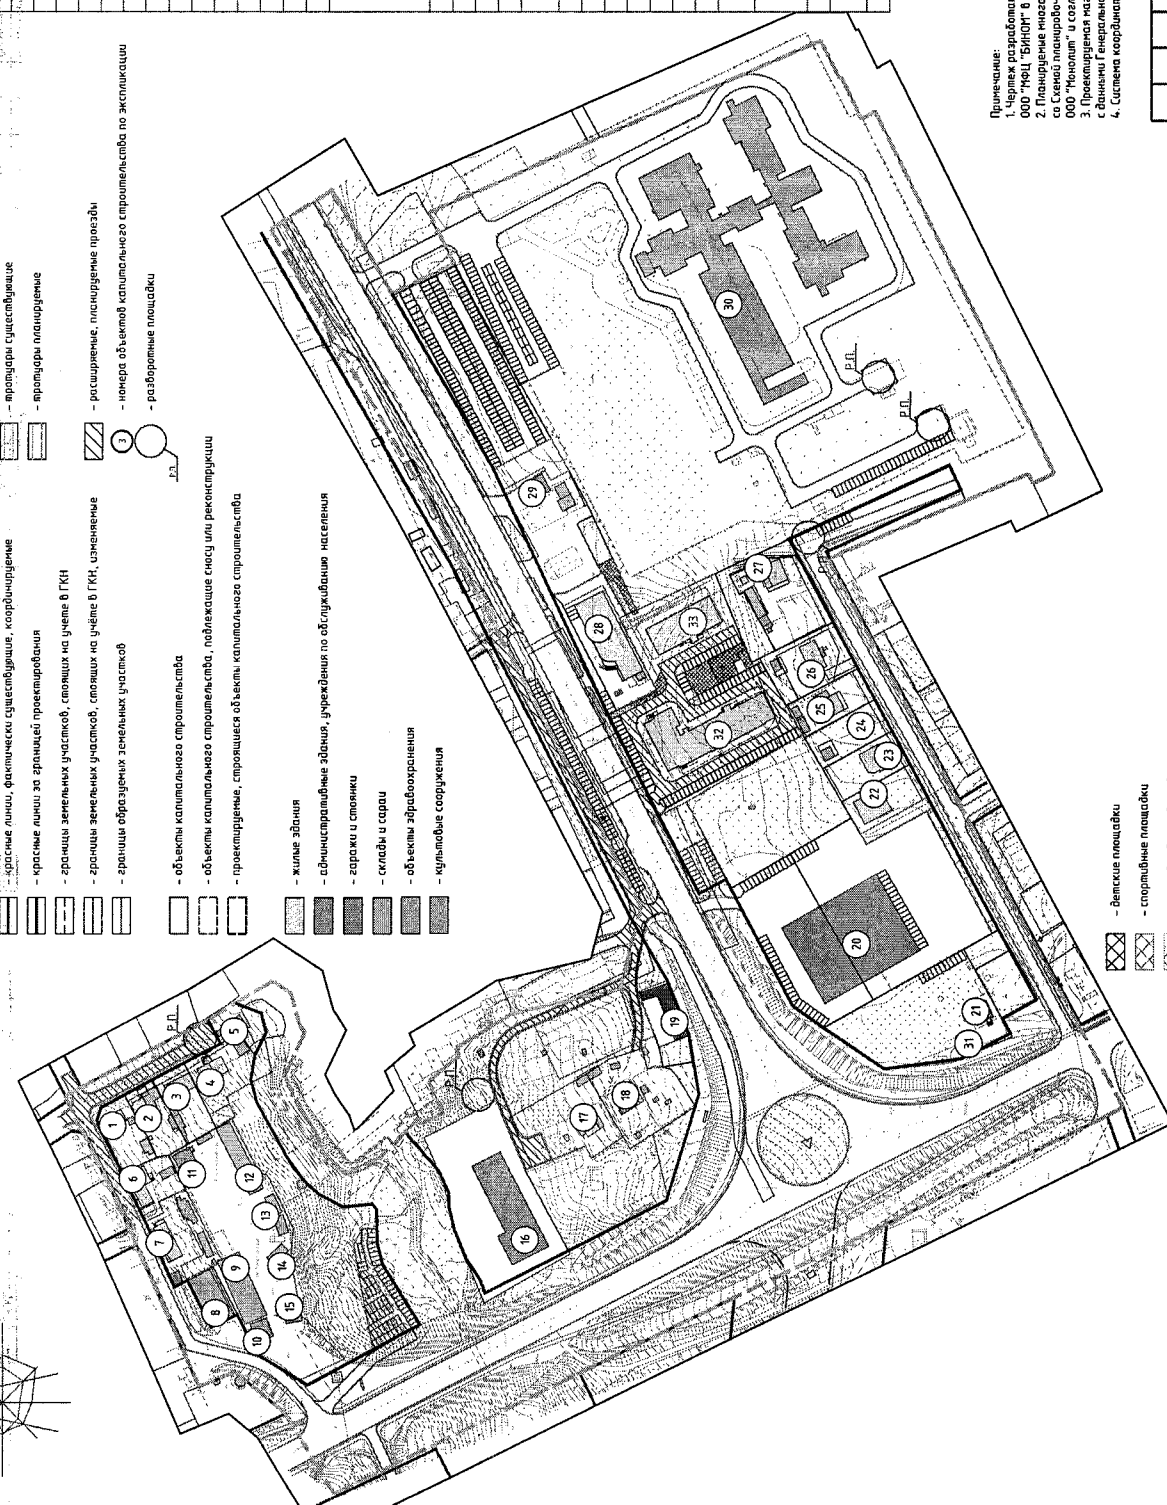 - красные линии, фактически существующие, координируемые
- красные линии за границей проектирования
- границы земельных участков, стоящих на учете в ГКН
- границы земельных участков, стоящих на учёте в ГКН, изменяемые
- границы образуемых земельных участков
- объекты капитального строительства
- объекты капитального строительства, подлежащие сносу или реконструкции
- проектируемые, строящиеся объекты капитального строительства
- жилые здания
- административные здания, учреждения по обслуживанию населения
- гаражи и стоянки
- склады и сараи
- объекты здравоохранения
- культовые сооружения
- тротуары существующие
- тротуары планируемые
- расширяемые, планируемые проезды
3
- номера объектов капитального строительства по экспликации
Р.П.
- разворотные площадки
- детские площадки
- спортивные площадки
Примечание:
1. Чертеж разработан
ООО "МФЦ "БИНОМ" в
2. Планируемые много
со Схемой планировоч
ООО "Монолит" и согл
3. Проектируемая маг
с данными Генерально
4. Система координат
1
2
3
4
5
6
7
8
9
10
11
12
13
14
15
16
17
18
19
20
21
22
23
24
25
26
27
28
29
30
31
32
33
Р.П.
Р.П.
Р.П.
Р.П.
Р.П.